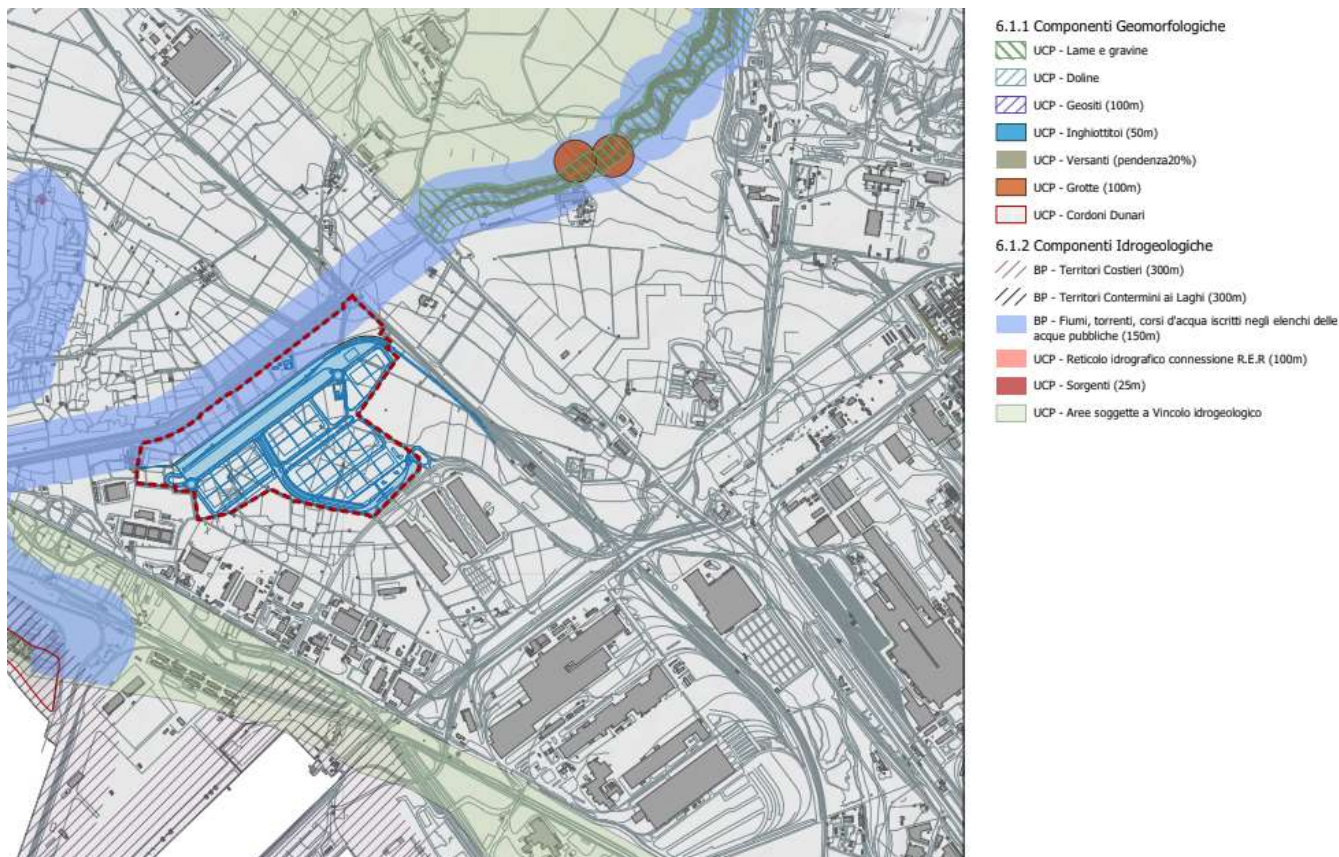 6.1.1 Componenti Geomorfologiche
UCP - Lame e gravine
UCP - Doline
UCP - Geositi (100m)
UCP - Inghiottitoi (50m)
UCP - Versanti (pendenza20%)
UCP - Grotte (100m)
UCP - Cordoni Dunari
6.1.2 Componenti Idrogeologiche
BP - Territori Costieri (300m)
BP - Territori Contermini ai Laghi (300m)
BP - Fiumi, torrenti, corsi d'acqua iscritti negli elenchi delle
acque pubbliche (150m)
UCP - Reticolo idrografico connessione R.E.R (100m)
UCP - Sorgenti (25m)
UCP - Aree soggette a Vincolo idrogeologico